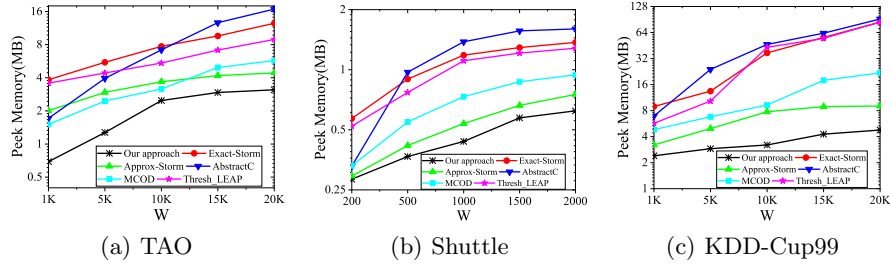 Peek Memory(MB)
16
8
4
2
1
0.5
Our approach
Exact-Storm
Approx-Storm
AbstractC
MCOD
Thresh_LEAP
1K
5K
10K
15K
20K
W
(a) TAO
Peek Memory(MB)
2
1
0.5
0.25
Our approach
Exact-Storm
Approx-Storm
AbstractC
MCOD
Thresh_LEAP
200
500
1000
1500
2000
W
(b) Shuttle
Peek Memory(MB)
128
64
32
16
8
4
2
1
Our approach
Exact-Storm
Approx-Storm
AbstractC
MCOD
Thresh_LEAP
1K
5K
10K
15K
20K
W
(c) KDD-Cup99